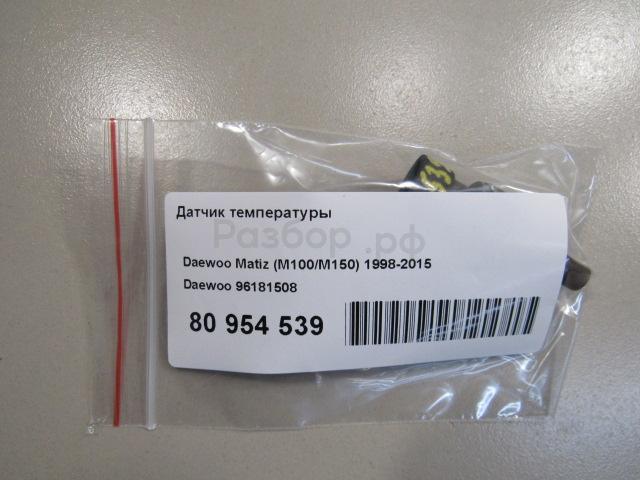 Датчик температуры
Разбор.рф
Daewoo Matiz (M100/M150) 1998-2015
Daewoo 96181508
80 954 539